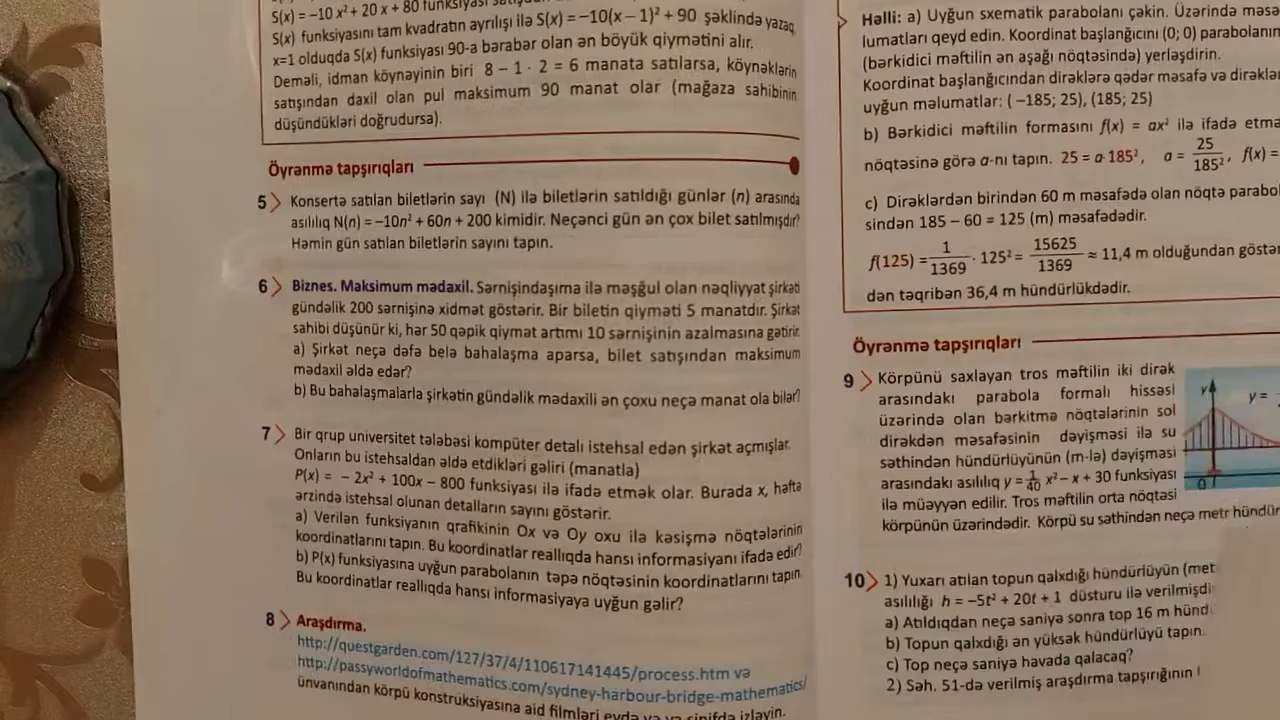 S(x) = −10 x² + 20 x + 80 funksiyası
S(x) funksiyasını tam kvadratın ayrılışı ilə S(x) = −10(x − 1)² + 90 şəklində yazaq.
x=1 olduqda S(x) funksiyası 90-a bərabər olan ən böyük qiymətini alır.
Deməli, idman köynəyinin biri 8 − 1 · 2 = 6 manata satılarsa, köynəklərin
satışından daxil olan pul maksimum 90 manat olar (mağaza sahibinin
düşündükləri doğrudursa).
Öyrənmə tapşırıqları
5 Konsertə satılan biletlərin sayı (N) ilə biletlərin satıldığı günlər (n) arasında
asılılıq N(n) = −10n² + 60n + 200 kimidir. Neçənci gün ən çox bilet satılmışdır?
Həmin gün satılan biletlərin sayını tapın.
6 Biznes. Maksimum mədaxil. Sərnişindaşıma ilə məşğul olan nəqliyyat şirkəti
gündəlik 200 sərnişinə xidmət göstərir. Bir biletin qiyməti 5 manatdır. Şirkət
sahibi düşünür ki, hər 50 qəpik qiymət artımı 10 sərnişinin azalmasına gətirir.
a) Şirkət neçə dəfə belə bahalaşma aparsa, bilet satışından maksimum
mədaxil əldə edər?
b) Bu bahalaşmalarla şirkətin gündəlik mədaxili ən çoxu neçə manat ola bilər?
7 Bir qrup universitet tələbəsi kompüter detalı istehsal edən şirkət açmışlar.
Onların bu istehsaldan əldə etdikləri gəliri (manatla)
P(x) = − 2x² + 100x − 800 funksiyası ilə ifadə etmək olar. Burada x, həftə
ərzində istehsal olunan detalların sayını göstərir.
a) Verilən funksiyanın qrafikinin Ox və Oy oxu ilə kəsişmə nöqtələrinin
koordinatlarını tapın. Bu koordinatlar reallıqda hansı informasiyanı ifadə edir?
b) P(x) funksiyasına uyğun parabolanın təpə nöqtəsinin koordinatlarını tapın.
Bu koordinatlar reallıqda hansı informasiyaya uyğun gəlir?
8 Araşdırma.
http://questgarden.com/127/37/4/110617141445/process.htm və
http://passyworldofmathematics.com/sydney-harbour-bridge-mathematics/
ünvanından körpü konstruksiyasına aid filmləri evdə və ya sinifdə izləyin.
Həlli: a) Uyğun sxematik parabolanı çəkin. Üzərində
lumatları qeyd edin. Koordinat başlanğıcını (0; 0) parabolanın
(bərkidici məftilin ən aşağı nöqtəsində) yerləşdirin.
Koordinat başlanğıcından dirəklərə qədər məsafə və
uyğun məlumatlar: ( −185; 25), (185; 25)
b) Bərkidici məftilin formasını f(x) = ax² ilə ifadə
nöqtəsinə görə a-nı tapın. 25 = a·185², a = 25/185², f(x) =
c) Dirəklərdən birindən 60 m məsafədə olan nöqtə
sindən 185 − 60 = 125 (m) məsafədədir.
f(125) = 1/1369 · 125² = 15625/1369 ≈ 11,4 m olduğundan
dən təqribən 36,4 m hündürlükdədir.
Öyrənmə tapşırıqları
9 Körpünü saxlayan tros məftilin iki dirək
arasındakı parabola formalı hissəsi
üzərində olan bərkitmə nöqtələrinin sol
dirəkdən məsafəsinin dəyişməsi ilə su
səthindən hündürlüyünün (m-lə) dəyişməsi
arasındakı asılılıq y = 1/40 x² − x + 30 funksiyası
ilə müəyyən edilir. Tros məftilin orta nöqtəsi
körpünün üzərindədir. Körpü su səthindən neçə metr
y
y =
0
10 1) Yuxarı atılan topun qalxdığı hündürlüyün
asılılığı h = −5t² + 20t + 1 düsturu ilə
a) Atıldıqdan neçə saniyə sonra top 16 m
b) Topun qalxdığı ən yüksək hündürlüyü tapın.
c) Top neçə saniyə havada qalacaq?
2) Səh. 51-də verilmiş araşdırma tapşırığının